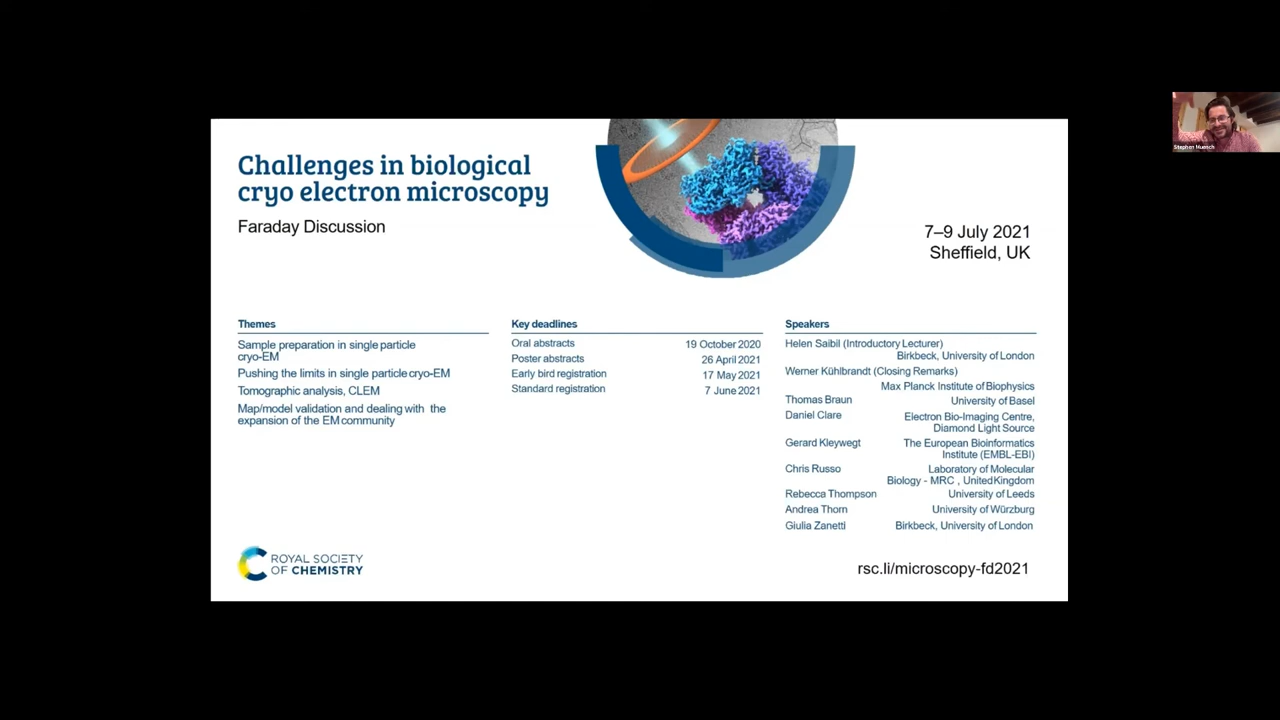 Challenges in biological
cryo electron microscopy
Faraday Discussion
7–9 July 2021
Sheffield, UK
Themes
Sample preparation in single particle
cryo-EM
Pushing the limits in single particle cryo-EM
Tomographic analysis, CLEM
Map/model validation and dealing with the
expansion of the EM community
Key deadlines
Oral abstracts 19 October 2020
Poster abstracts 26 April 2021
Early bird registration 17 May 2021
Standard registration 7 June 2021
Speakers
Helen Saibil (Introductory Lecturer)
Birkbeck, University of London
Werner Kühlbrandt (Closing Remarks)
Max Planck Institute of Biophysics
Thomas Braun University of Basel
Daniel Clare Electron Bio-Imaging Centre,
Diamond Light Source
Gerard Kleywegt The European Bioinformatics
Institute (EMBL-EBI)
Chris Russo Laboratory of Molecular
Biology - MRC , UnitedKingdom
Rebecca Thompson University of Leeds
Andrea Thorn University of Würzburg
Giulia Zanetti Birkbeck, University of London
ROYAL SOCIETY
OF CHEMISTRY
rsc.li/microscopy-fd2021
Stephen Muench